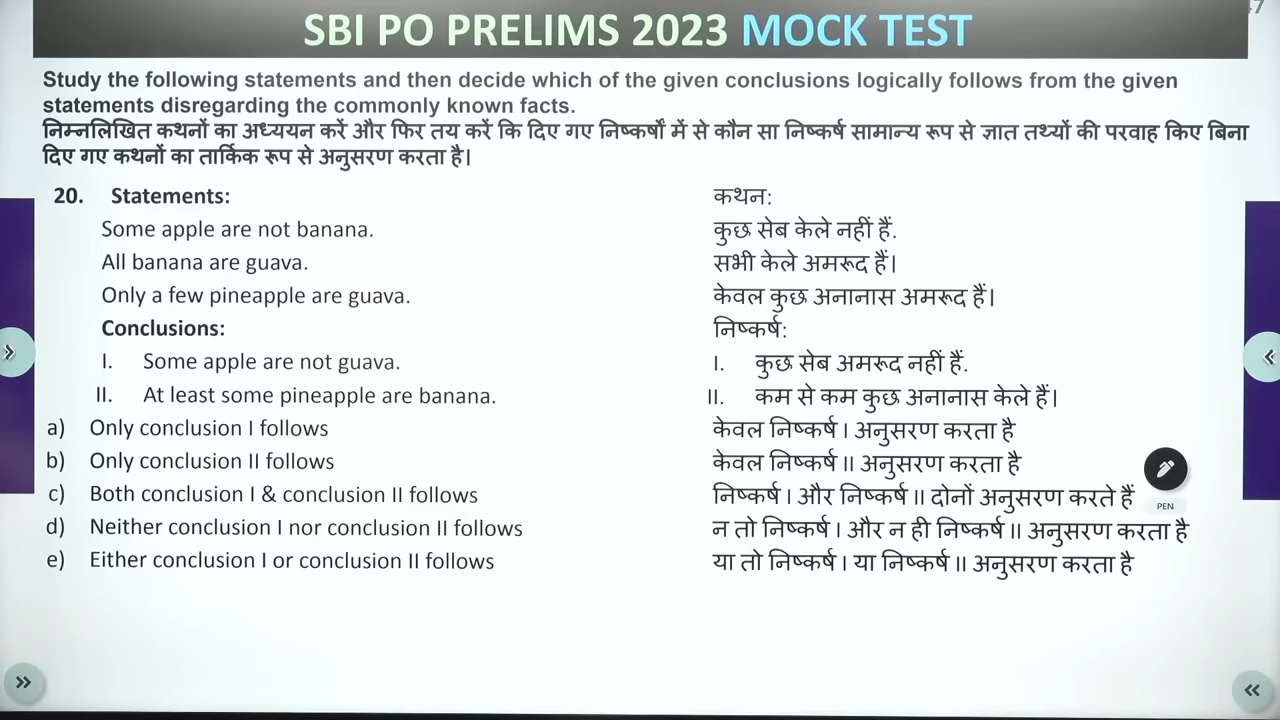 SBI PO PRELIMS 2023 MOCK TEST
Study the following statements and then decide which of the given conclusions logically follows from the given
statements disregarding the commonly known facts.
निम्नलिखित कथनों का अध्ययन करें और फिर तय करें कि दिए गए निष्कर्षों में से कौन सा निष्कर्ष सामान्य रूप से ज्ञात तथ्यों की परवाह किए बिना
दिए गए कथनों का तार्किक रूप से अनुसरण करता है।
20. Statements: कथन:
Some apple are not banana. कुछ सेब केले नहीं हैं.
All banana are guava. सभी केले अमरूद हैं।
Only a few pineapple are guava. केवल कुछ अनानास अमरूद हैं।
Conclusions: निष्कर्ष:
I. Some apple are not guava. I. कुछ सेब अमरूद नहीं हैं.
II. At least some pineapple are banana. II. कम से कम कुछ अनानास केले हैं।
a) Only conclusion I follows केवल निष्कर्ष I अनुसरण करता है
b) Only conclusion II follows केवल निष्कर्ष II अनुसरण करता है
c) Both conclusion I & conclusion II follows निष्कर्ष I और निष्कर्ष II दोनों अनुसरण करते हैं
d) Neither conclusion I nor conclusion II follows न तो निष्कर्ष I और न ही निष्कर्ष II अनुसरण करता है
e) Either conclusion I or conclusion II follows या तो निष्कर्ष I या निष्कर्ष II अनुसरण करता है
PEN